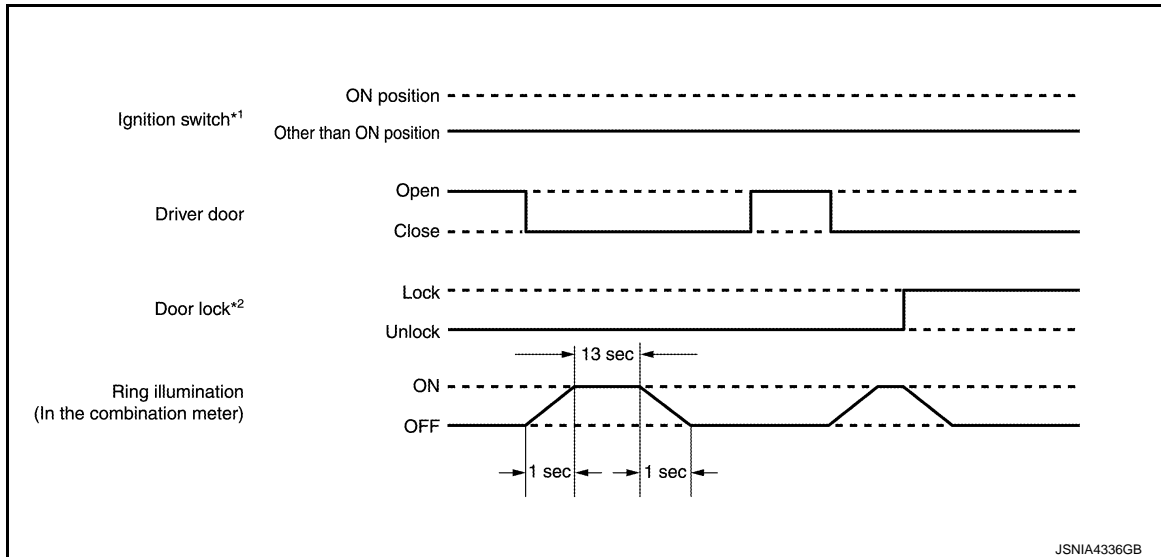 ON position
Ignition switch*1
Other than ON position
Open
Driver door
Close
Lock
Door lock*2
Unlock
13 sec
Ring illumination
(In the combination meter)
ON
OFF
1 sec
1 sec
JSNIA4336GB